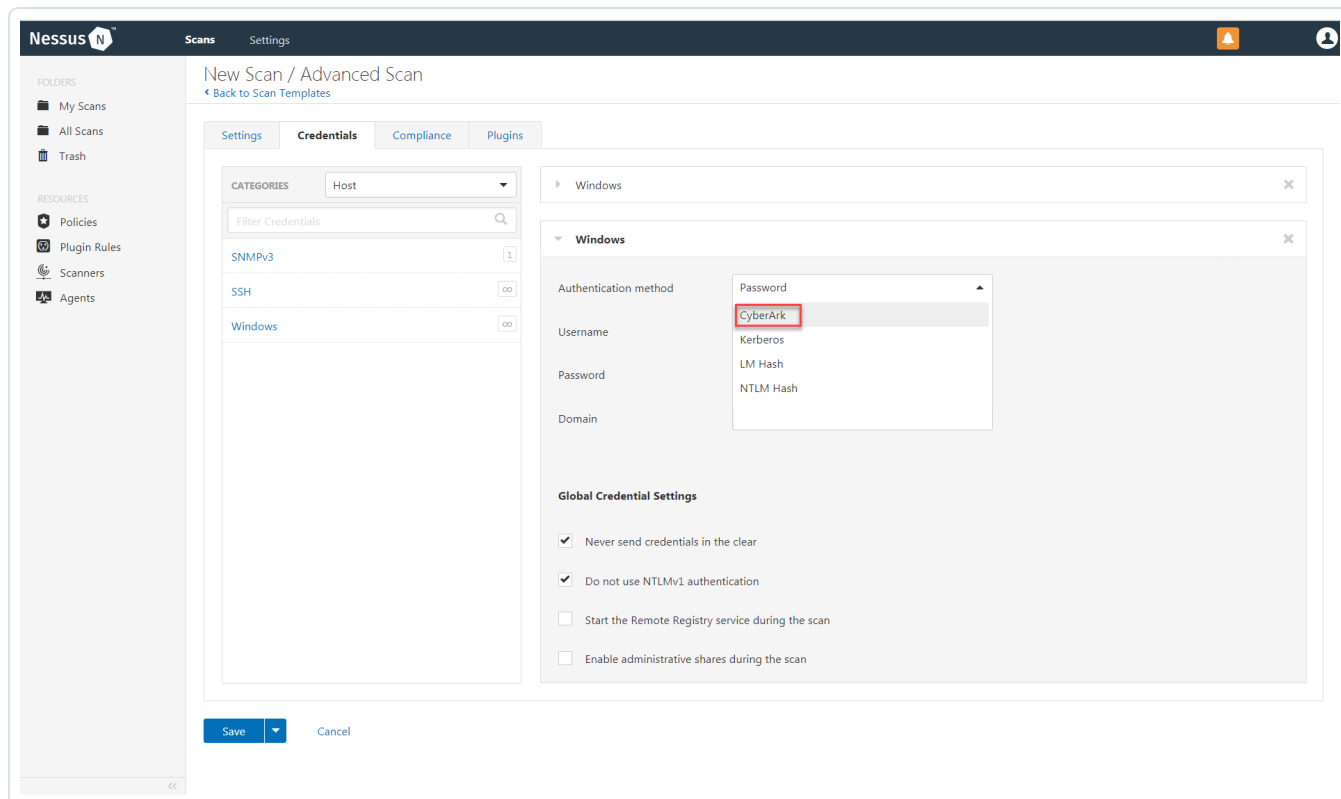 Nessus N ™
Scans Settings
FOLDERS
My Scans
All Scans
Trash
RESOURCES
Policies
Plugin Rules
Scanners
Agents
New Scan / Advanced Scan
Back to Scan Templates
Settings Credentials Compliance Plugins
CATEGORIES Host
Filter Credentials
SNMPv3 1
SSH ∞
Windows ∞
Windows
Windows
Authentication method Password
CyberArk
Username
Kerberos
LM Hash
Password
NTLM Hash
Domain
Global Credential Settings
Never send credentials in the clear
Do not use NTLMv1 authentication
Start the Remote Registry service during the scan
Enable administrative shares during the scan
Save Cancel